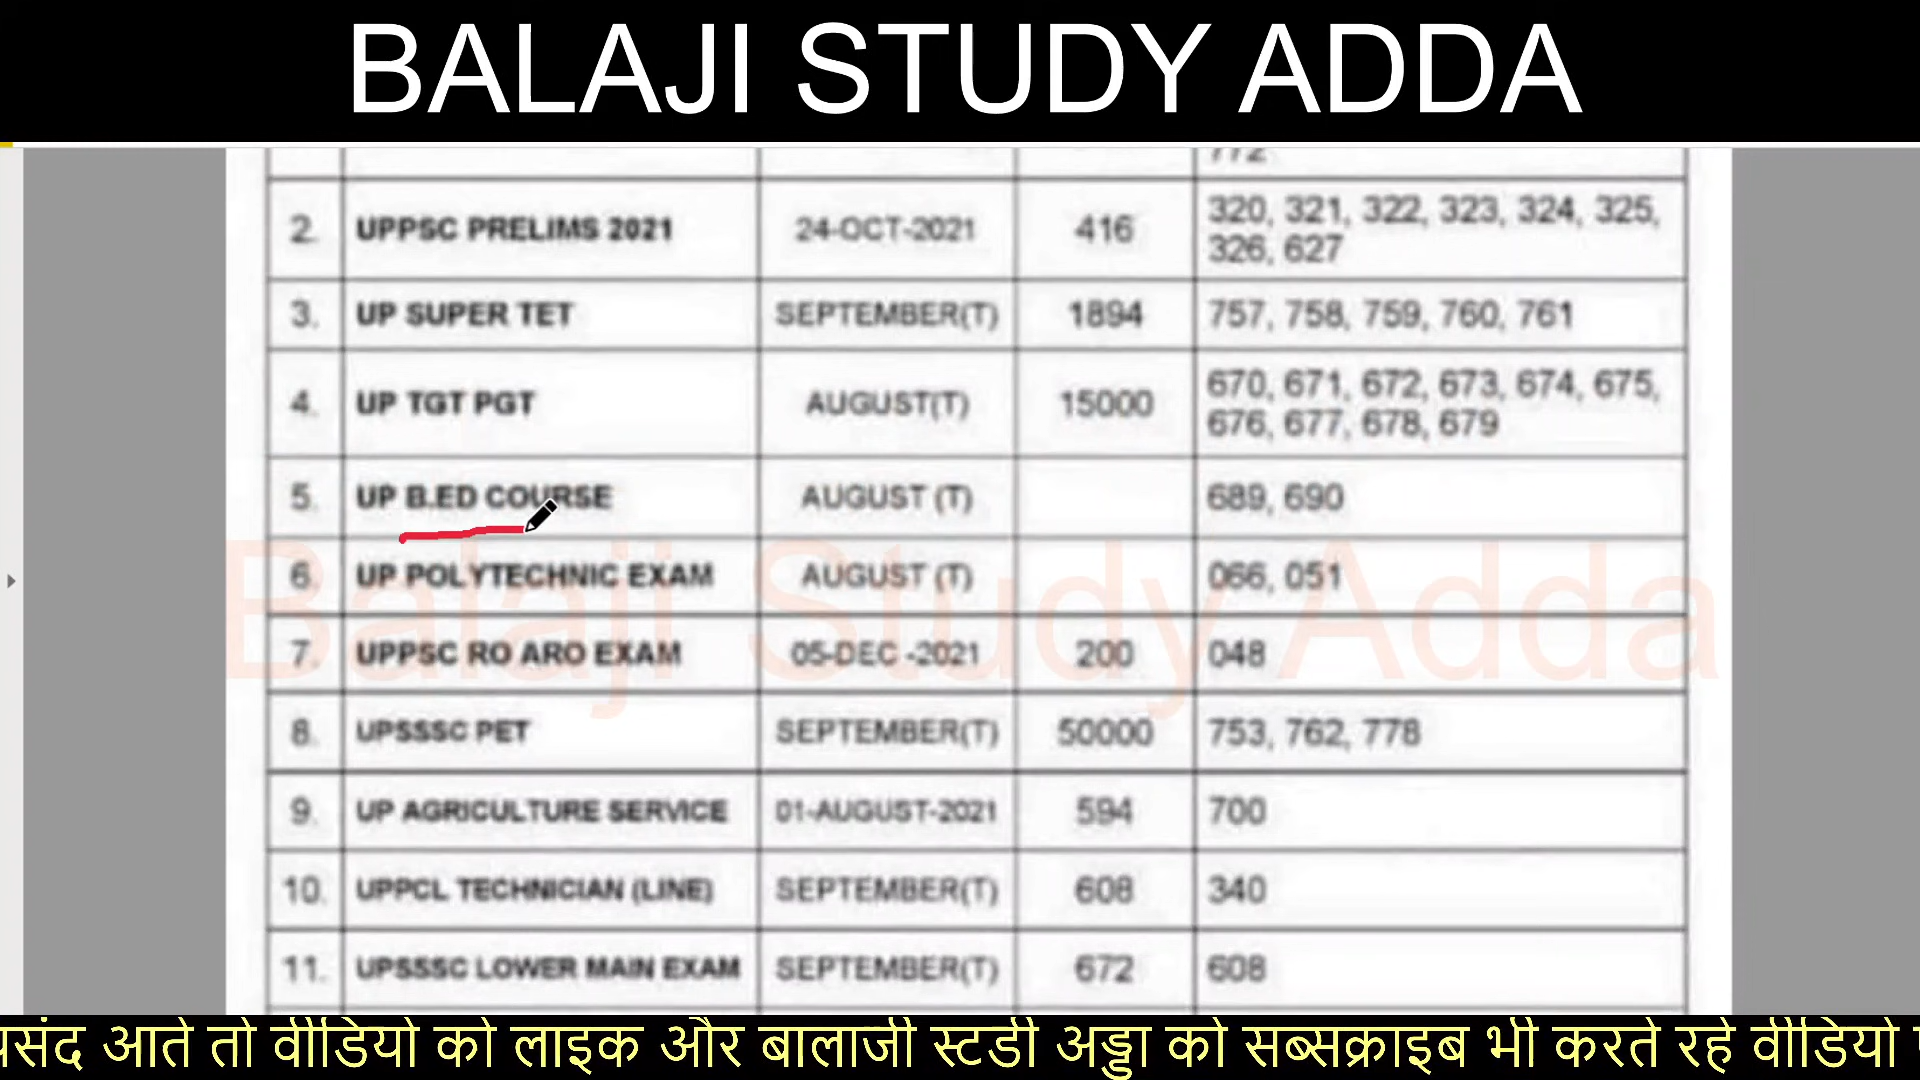 BALAJI STUDY ADDA
772
2. UPPSC PRELIMS 2021 24-OCT-2021 416 320, 321, 322, 323, 324, 325,
326, 627
3. UP SUPER TET SEPTEMBER(T) 1894 757, 758, 759, 760, 761
4. UP TGT PGT AUGUST(T) 15000 670, 671, 672, 673, 674, 675,
676, 677, 678, 679
5. UP B.ED COURSE AUGUST (T) 689, 690
6. UP POLYTECHNIC EXAM AUGUST (T) 066, 051
Balaji Study Adda
7. UPPSC RO ARO EXAM 05-DEC -2021 200 048
8. UPSSSC PET SEPTEMBER(T) 50000 753, 762, 778
9. UP AGRICULTURE SERVICE 01-AUGUST-2021 594 700
10. UPPCL TECHNICIAN (LINE) SEPTEMBER(T) 608 340
11. UPSSSC LOWER MAIN EXAM SEPTEMBER(T) 672 608
पसंद आते तो वीडियो को लाइक और बालाजी स्टडी अड्डा को सब्सक्राइब भी करते रहे वीडियो